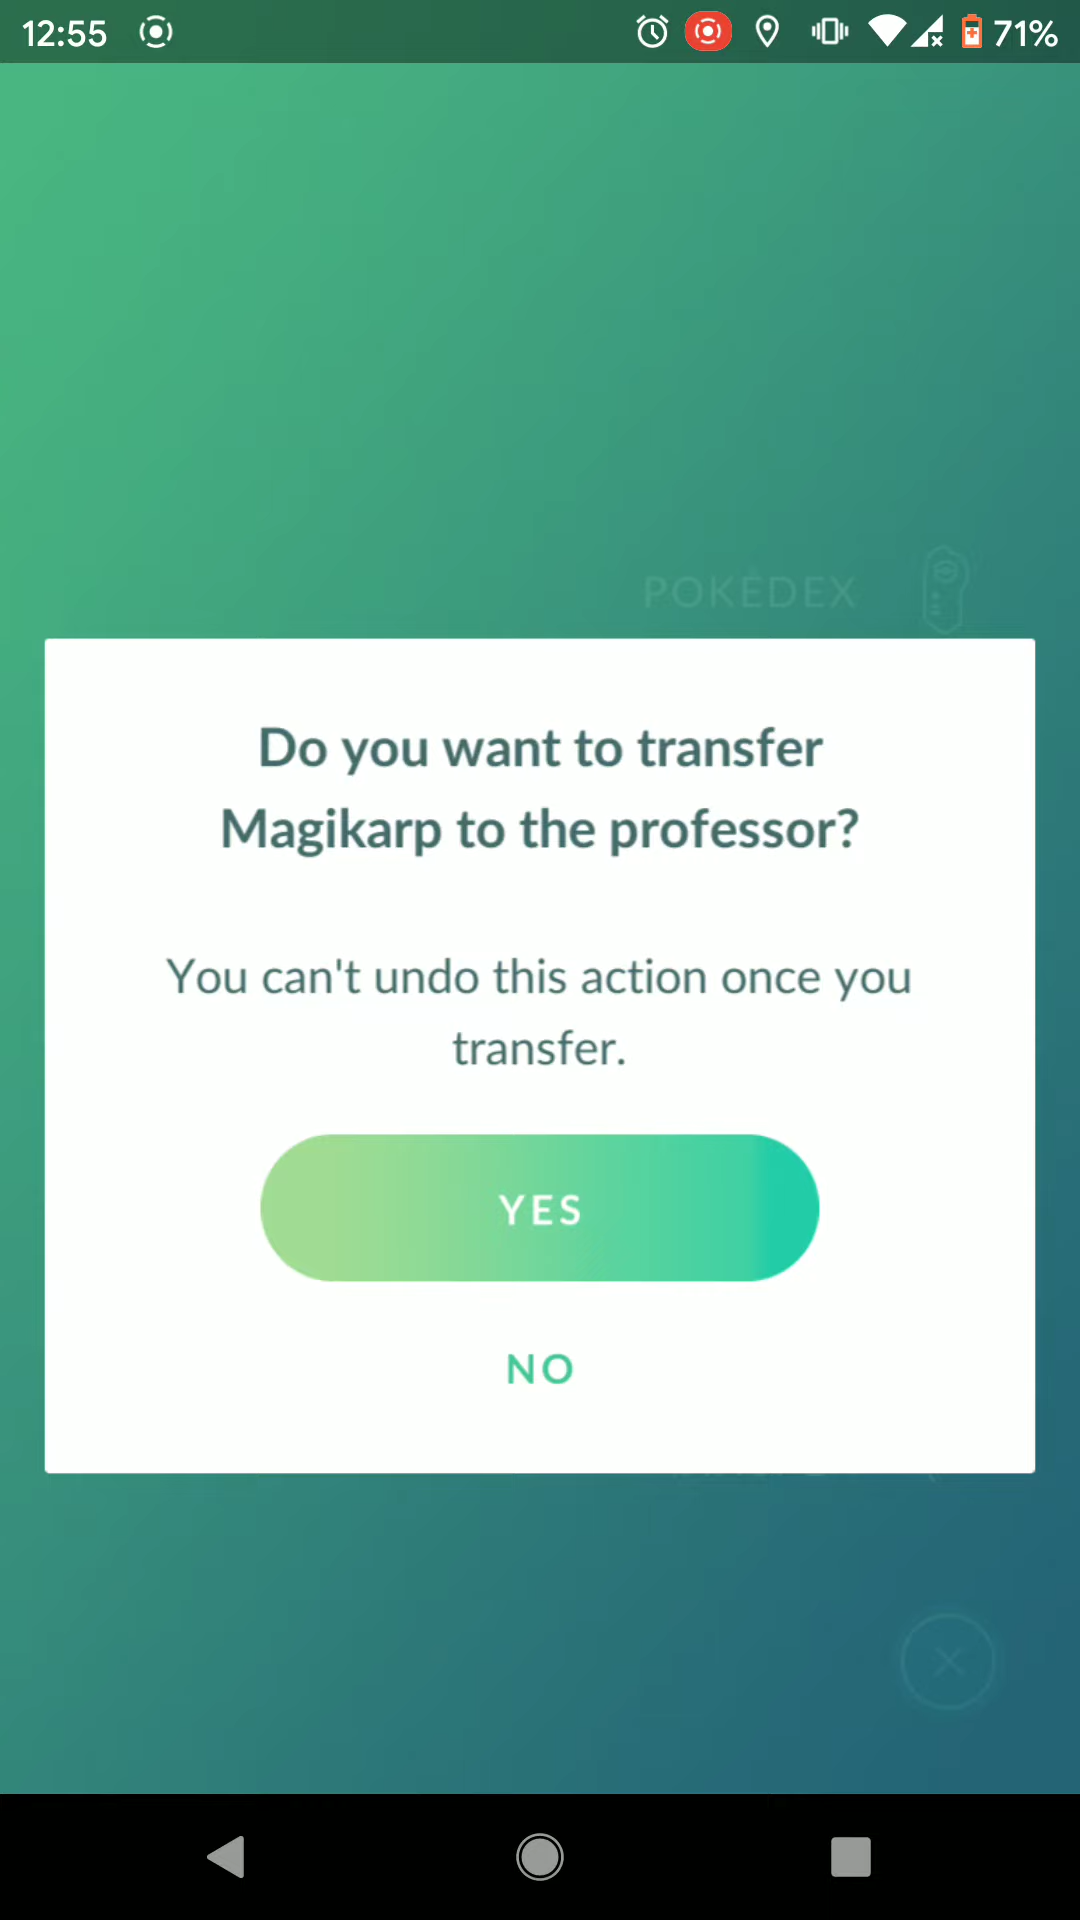 12:55
71%
POKÉDEX
Do you want to transfer
Magikarp to the professor?
You can't undo this action once you
transfer.
YES
NO